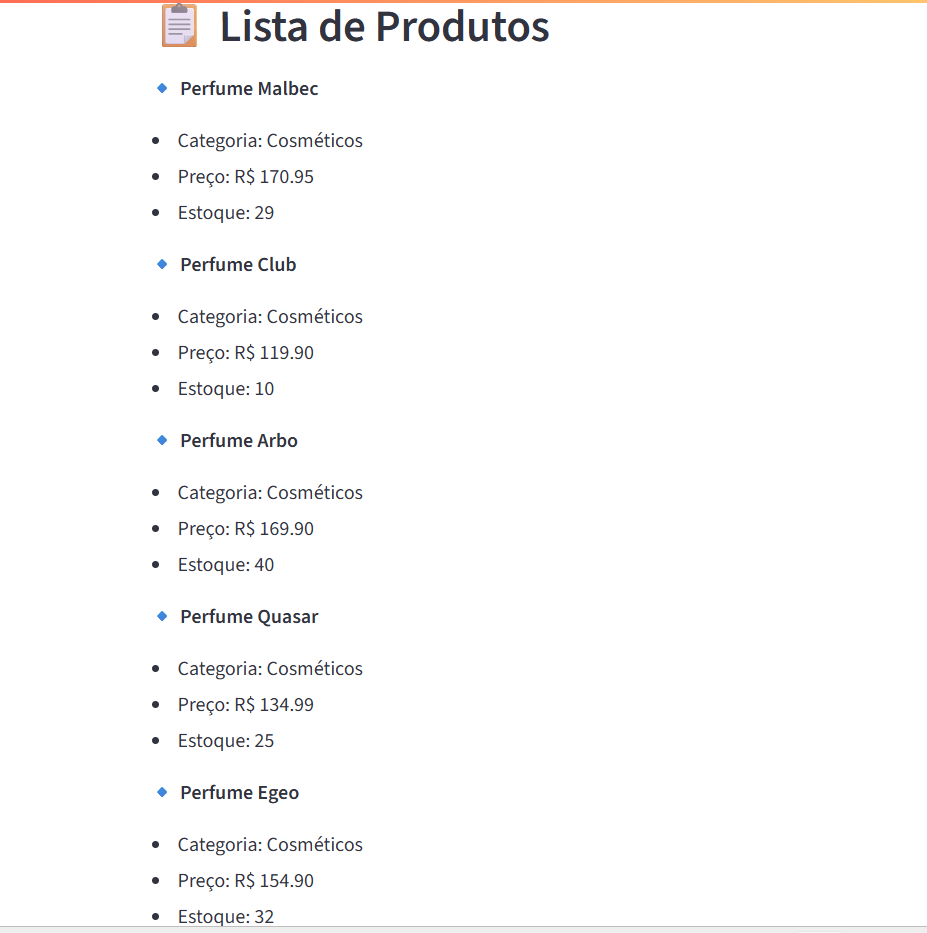 Lista de Produtos
Perfume Malbec
Categoria: Cosméticos
Preço: R$ 170.95
Estoque: 29
Perfume Club
Categoria: Cosméticos
Preço: R$ 119.90
Estoque: 10
Perfume Arbo
Categoria: Cosméticos
Preço: R$ 169.90
Estoque: 40
Perfume Quasar
Categoria: Cosméticos
Preço: R$ 134.99
Estoque: 25
Perfume Egeo
Categoria: Cosméticos
Preço: R$ 154.90
Estoque: 32